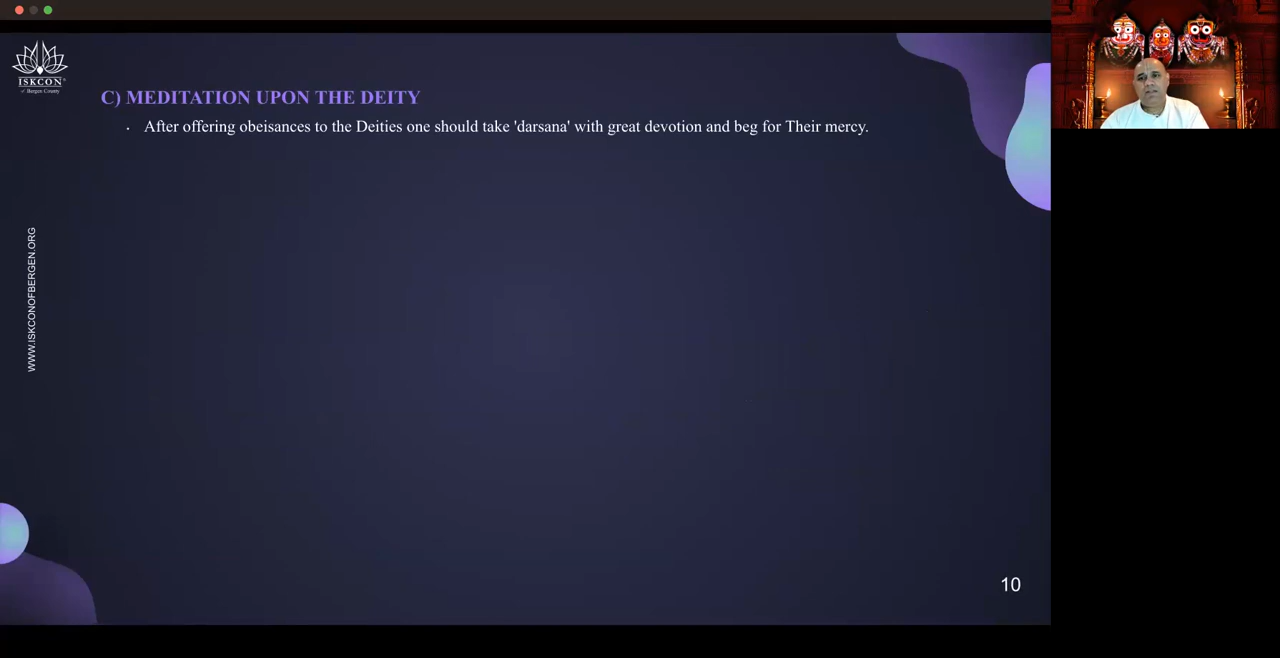 ISKCON
of Bergen County
C) MEDITATION UPON THE DEITY
• After offering obeisances to the Deities one should take 'darsana' with great devotion and beg for Their mercy.
WWW.ISKCONOFBERGEN.ORG
10